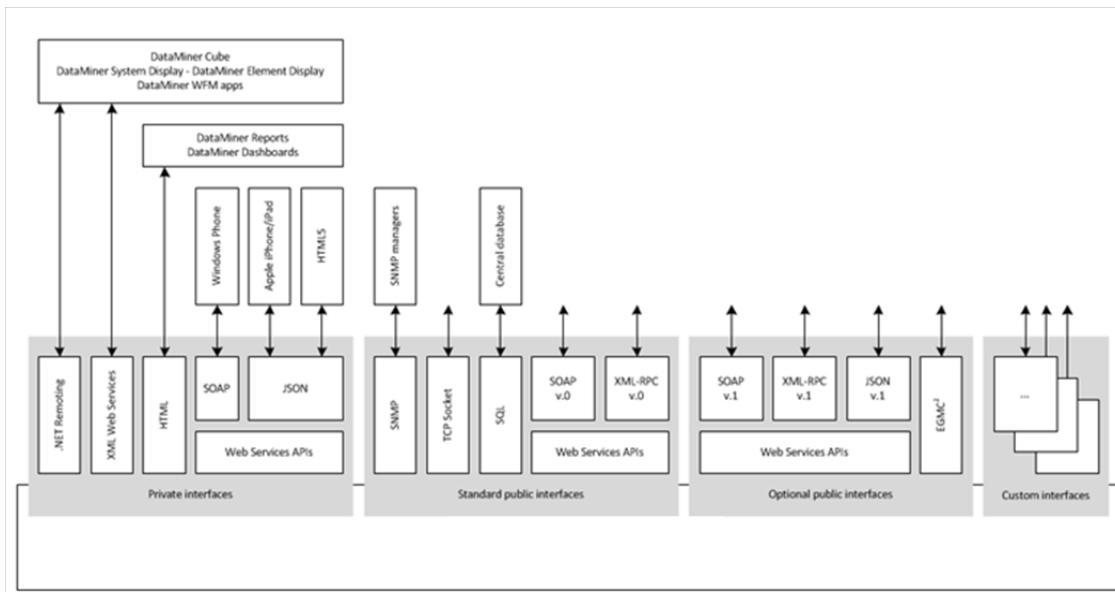 DataMiner Cube
DataMiner System Display - DataMiner Element Display
DataMiner WFM apps
DataMiner Reports
DataMiner Dashboards
Windows Phone
Apple iPhone/iPad
HTML5
SNMP managers
Central database
.NET Remoting
XML Web Services
HTML
SOAP
JSON
Web Services APIs
Private interfaces
SNMP
TCP Socket
SQL
SOAP
v.0
XML-RPC
v.0
Web Services APIs
Standard public interfaces
SOAP
v.1
XML-RPC
v.1
JSON
v.1
Web Services APIs
EGMC²
Optional public interfaces
...
Custom interfaces